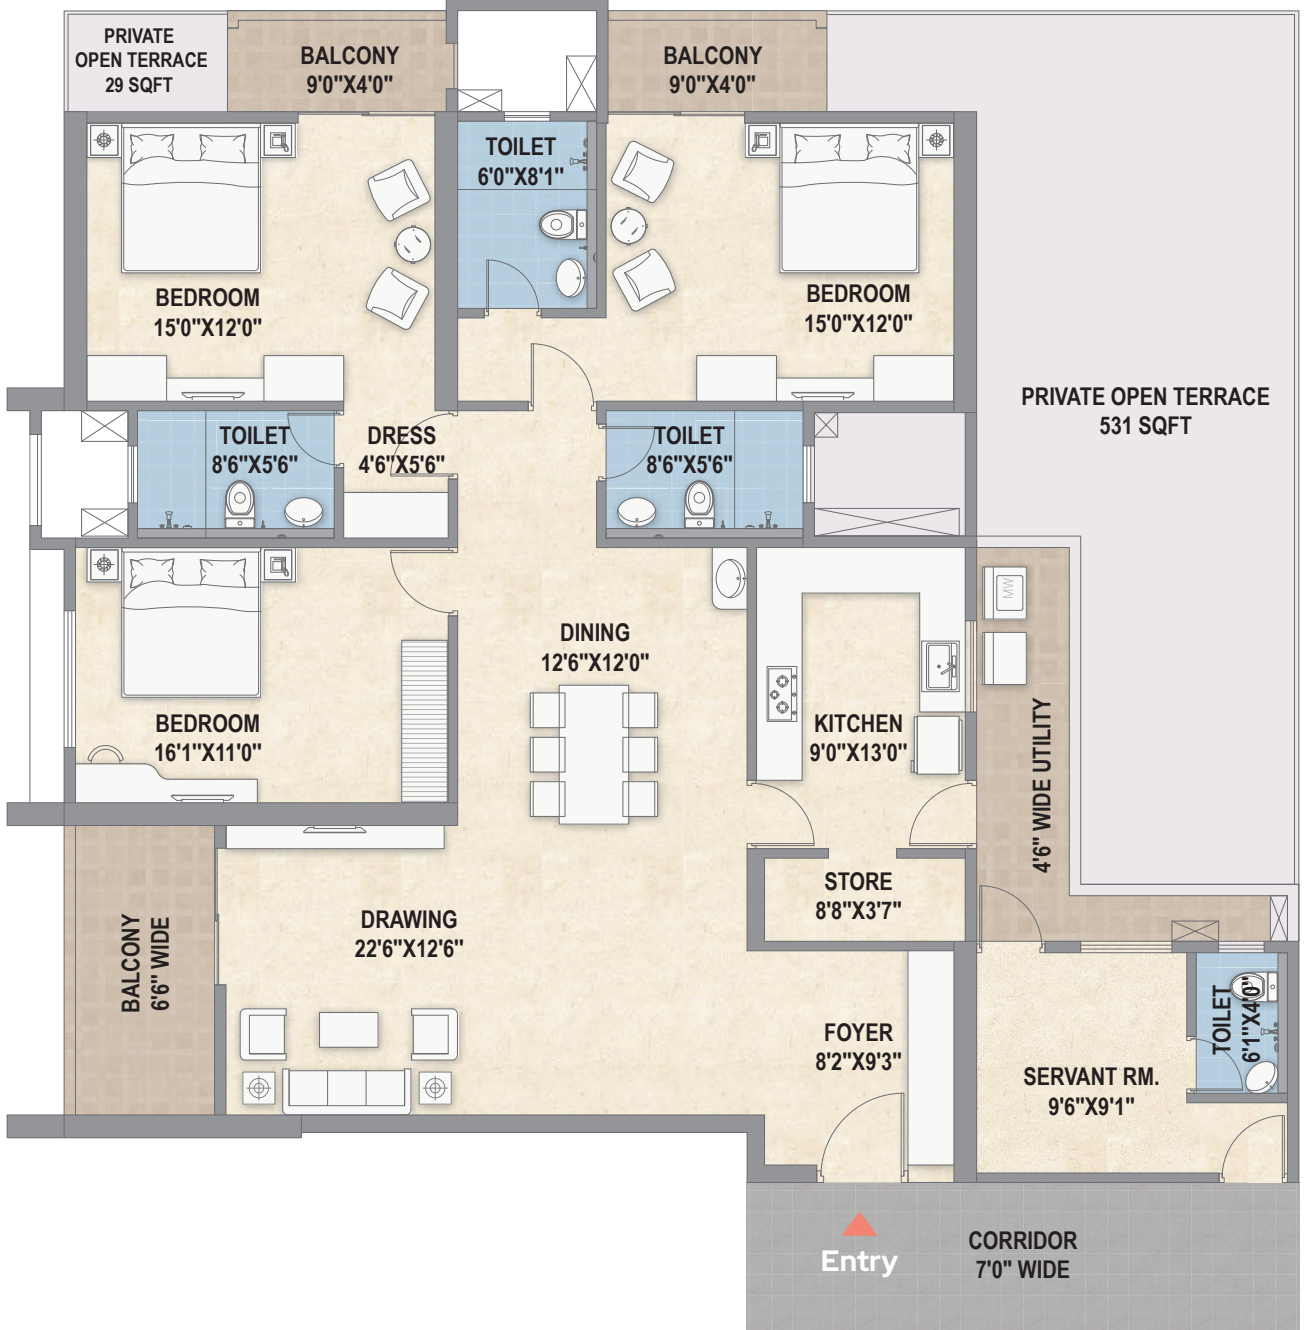 PRIVATE
OPEN TERRACE
29 SQFT
BALCONY
9'0"X4'0"
BALCONY
9'0"X4'0"
TOILET
6'0"X8'1"
BEDROOM
15'0"X12'0"
BEDROOM
15'0"X12'0"
PRIVATE OPEN TERRACE
531 SQFT
TOILET
8'6"X5'6"
DRESS
4'6"X5'6"
TOILET
8'6"X5'6"
MW
DINING
12'6"X12'0"
BEDROOM
16'1"X11'0"
KITCHEN
9'0"X13'0"
4'6" WIDE UTILITY
STORE
8'8"X3'7"
DRAWING
22'6"X12'6"
BALCONY
6'6" WIDE
FOYER
8'2"X9'3"
TOILET
6'1"X4'0"
SERVANT RM.
9'6"X9'1"
Entry
CORRIDOR
7'0" WIDE